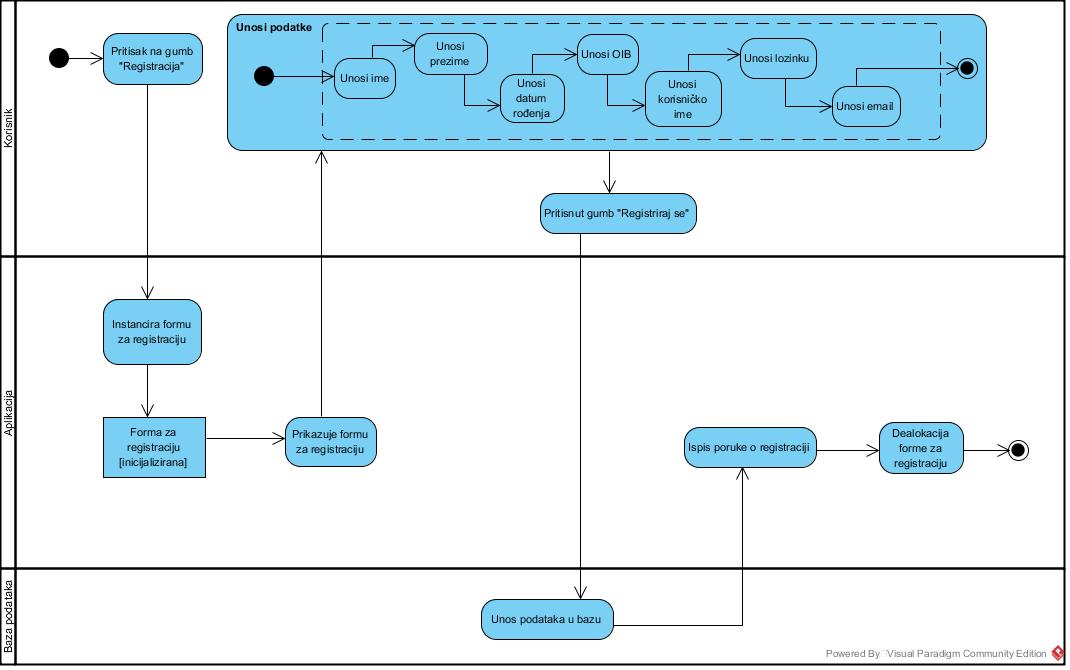 Korisnik
Pritisak na gumb
"Registracija"
Unosi podatke
Unosi ime
Unosi
prezime
Unosi
datum
rođenja
Unosi OIB
Unosi
korisničko
ime
Unosi lozinku
Unosi email
Pritisnut gumb "Registriraj se"
Aplikacija
Instancira formu
za registraciju
Forma za
registraciju
[inicijalizirana]
Prikazuje formu
za registraciju
Ispis poruke o registraciji
Dealokacija
forme za
registraciju
Baza podataka
Unos podataka u bazu
Powered By Visual Paradigm Community Edition